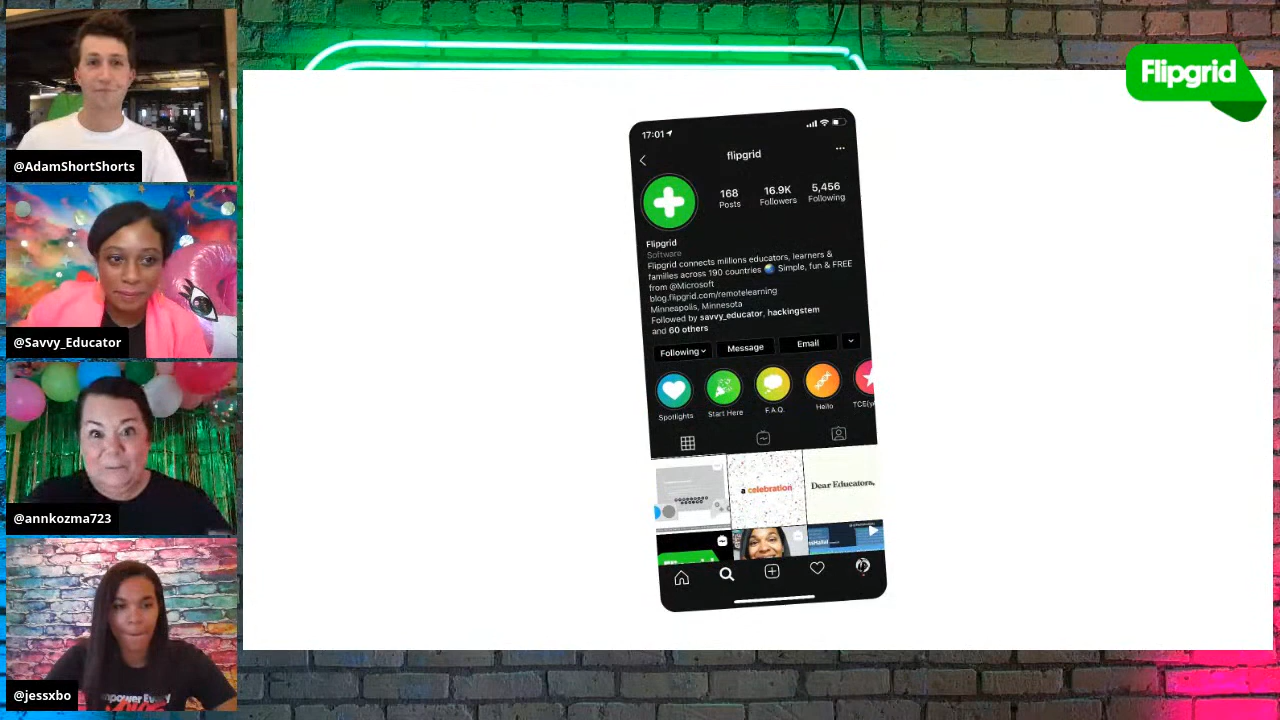 @AdamShortShorts
@Savvy_Educator
@annkozma723
mpower Every
@jessxbo
Flipgrid
17:01
flipgrid
168
Posts
16.9K
Followers
5,456
Following
Flipgrid
Software
Flipgrid connects millions educators, learners &
families across 190 countries 🌏 Simple, fun & FREE
from @Microsoft
blog.flipgrid.com/remotelearning
Minneapolis, Minnesota
Followed by savvy_educator, hackingstem
and 60 others
Following
Message
Email
Spotlights
Start Here
F.A.Q.
Hello
a celebration
Dear Educators,